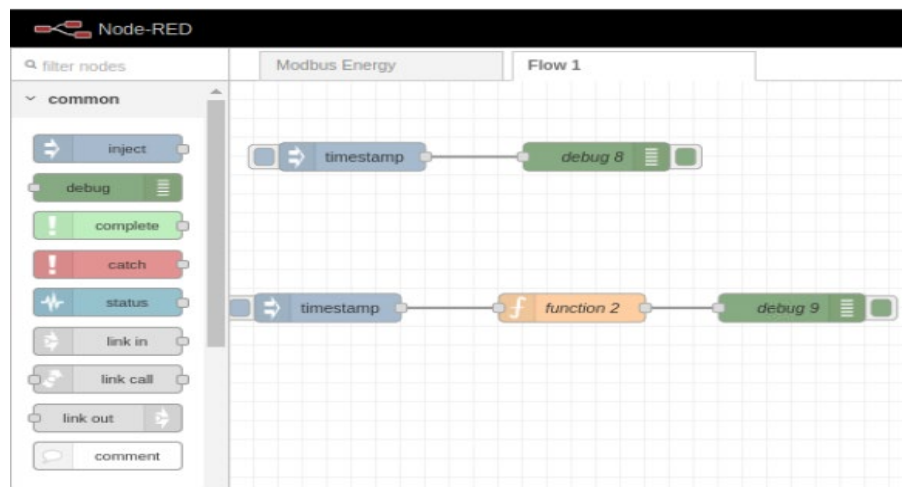 Node-RED
filter nodes
Modbus Energy
Flow 1
common
inject
debug
complete
catch
status
link in
link call
link out
comment
timestamp
debug 8
timestamp
function 2
debug 9